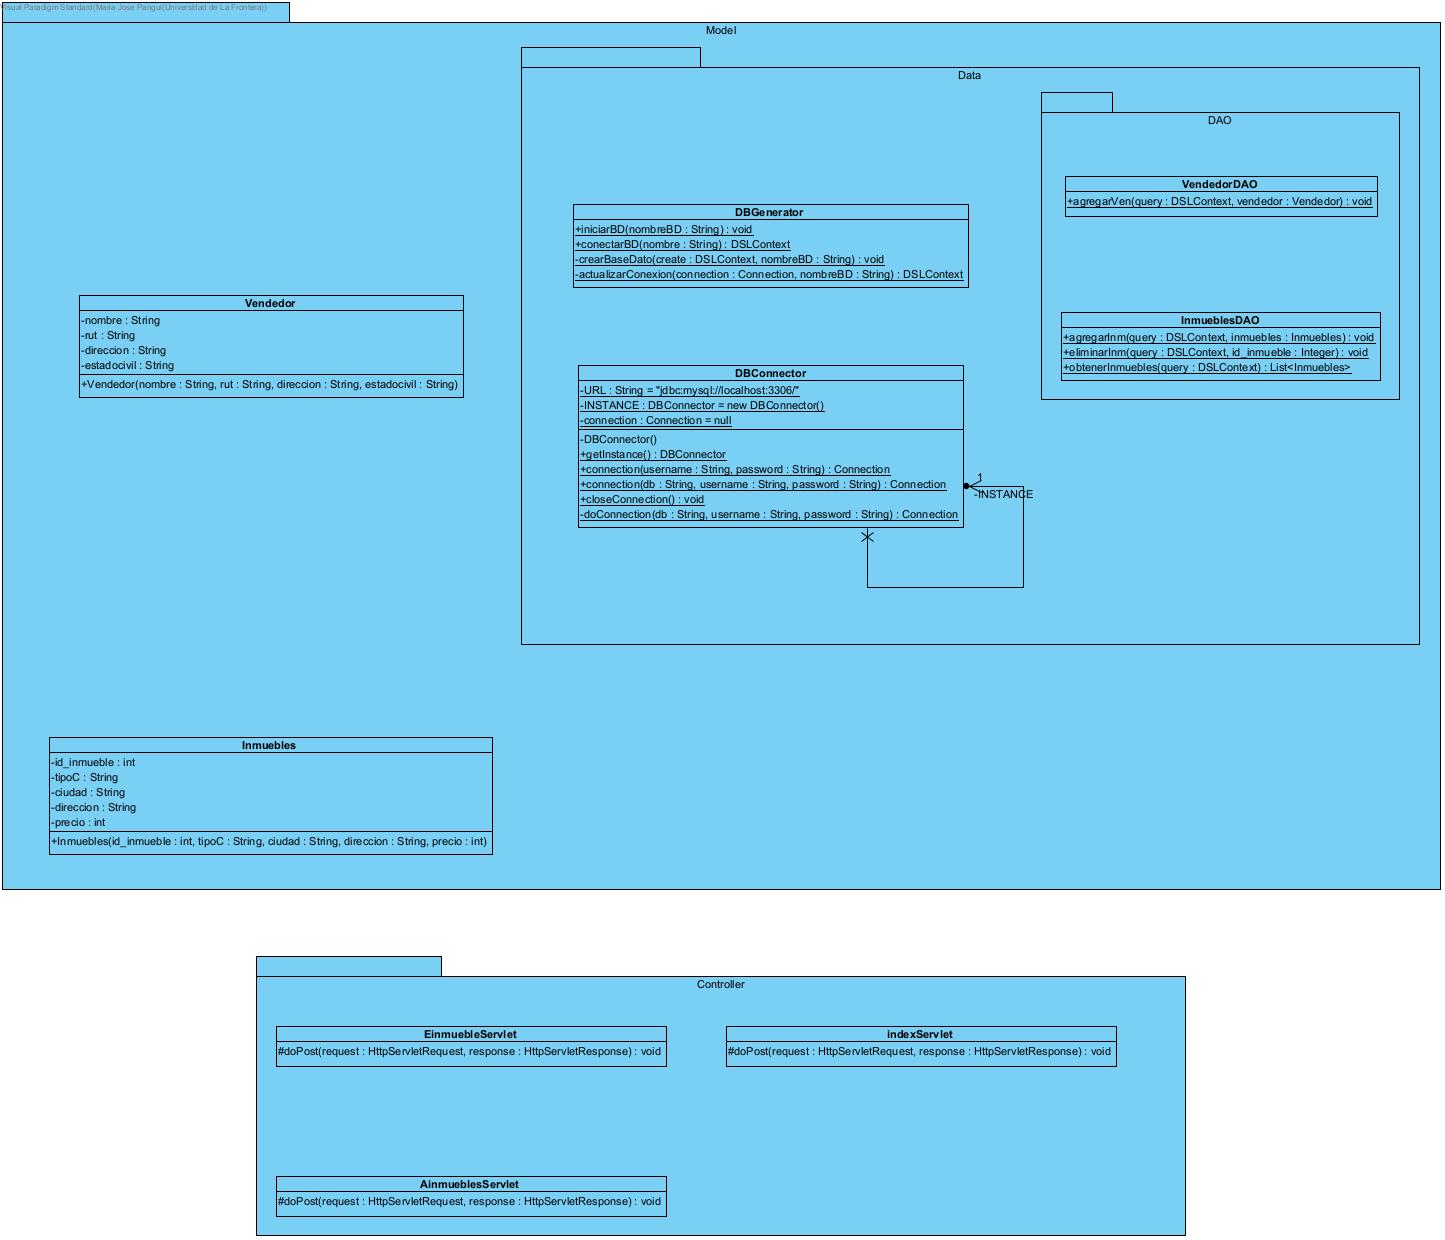 Visual Paradigm Standard(Maria Jose Pangui(Universidad de La Frontera))
Model
Data
DAO
VendedorDAO
+agregarVen(query : DSLContext, vendedor : Vendedor) : void
DBGenerator
+iniciarBD(nombreBD : String) : void
+conectarBD(nombre : String) : DSLContext
-crearBaseDato(create : DSLContext, nombreBD : String) : void
-actualizarConexion(connection : Connection, nombreBD : String) : DSLContext
Vendedor
-nombre : String
-rut : String
-direccion : String
-estadocivil : String
+Vendedor(nombre : String, rut : String, direccion : String, estadocivil : String)
InmueblesDAO
+agregarInm(query : DSLContext, inmuebles : Inmuebles) : void
+eliminarInm(query : DSLContext, id_inmueble : Integer) : void
+obtenerInmuebles(query : DSLContext) : List<Inmuebles>
DBConnector
-URL : String = "jdbc:mysql://localhost:3306/"
-INSTANCE : DBConnector = new DBConnector()
-connection : Connection = null
-DBConnector()
+getInstance() : DBConnector
+connection(username : String, password : String) : Connection
+connection(db : String, username : String, password : String) : Connection
+closeConnection() : void
-doConnection(db : String, username : String, password : String) : Connection
1
-INSTANCE
Inmuebles
-id_inmueble : int
-tipoC : String
-ciudad : String
-direccion : String
-precio : int
+Inmuebles(id_inmueble : int, tipoC : String, ciudad : String, direccion : String, precio : int)
Controller
EinmuebleServlet
#doPost(request : HttpServletRequest, response : HttpServletResponse) : void
indexServlet
#doPost(request : HttpServletRequest, response : HttpServletResponse) : void
AinmueblesServlet
#doPost(request : HttpServletRequest, response : HttpServletResponse) : void